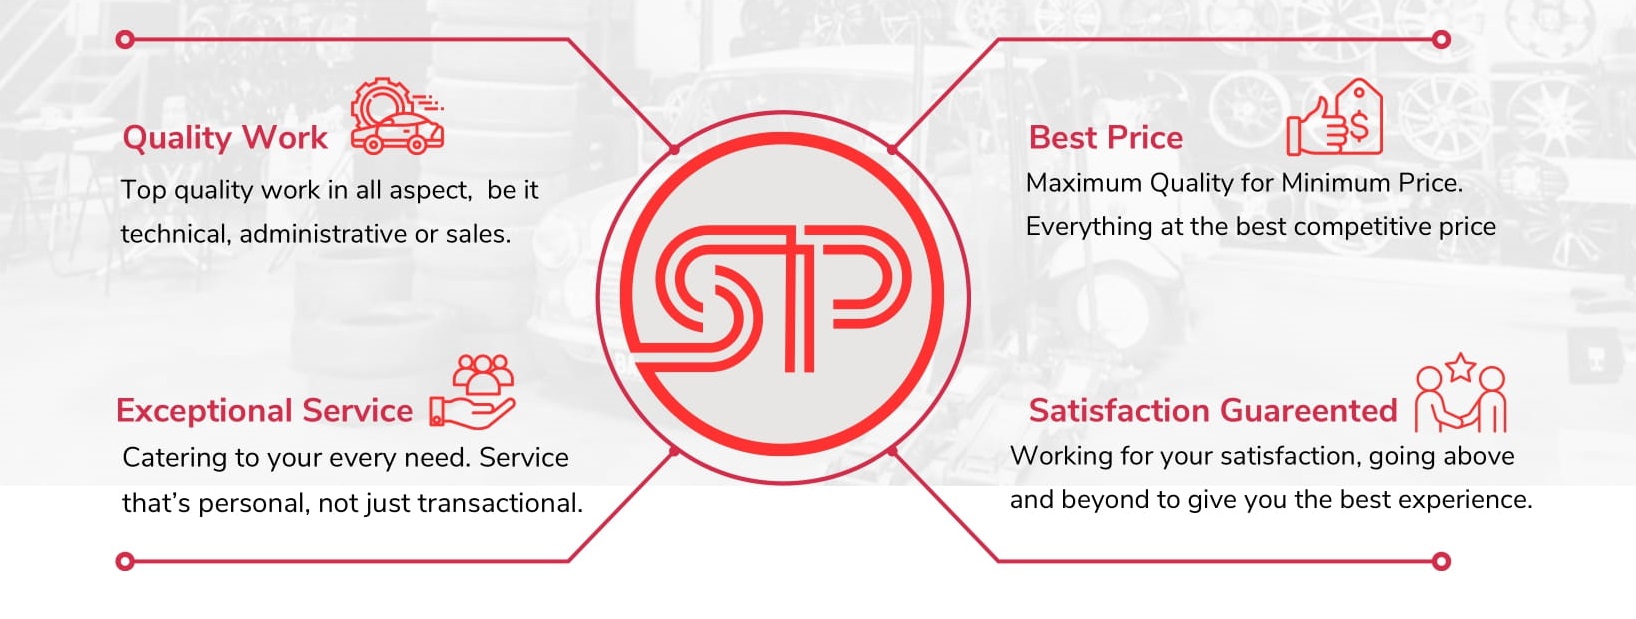 Quality Work
Top quality work in all aspect,  be it
technical, administrative or sales.
Best Price
Maximum Quality for Minimum Price.
Everything at the best competitive price
STP
Exceptional Service
Catering to your every need. Service
that’s personal, not just transactional.
Satisfaction Guareented
Working for your satisfaction, going above
and beyond to give you the best experience.